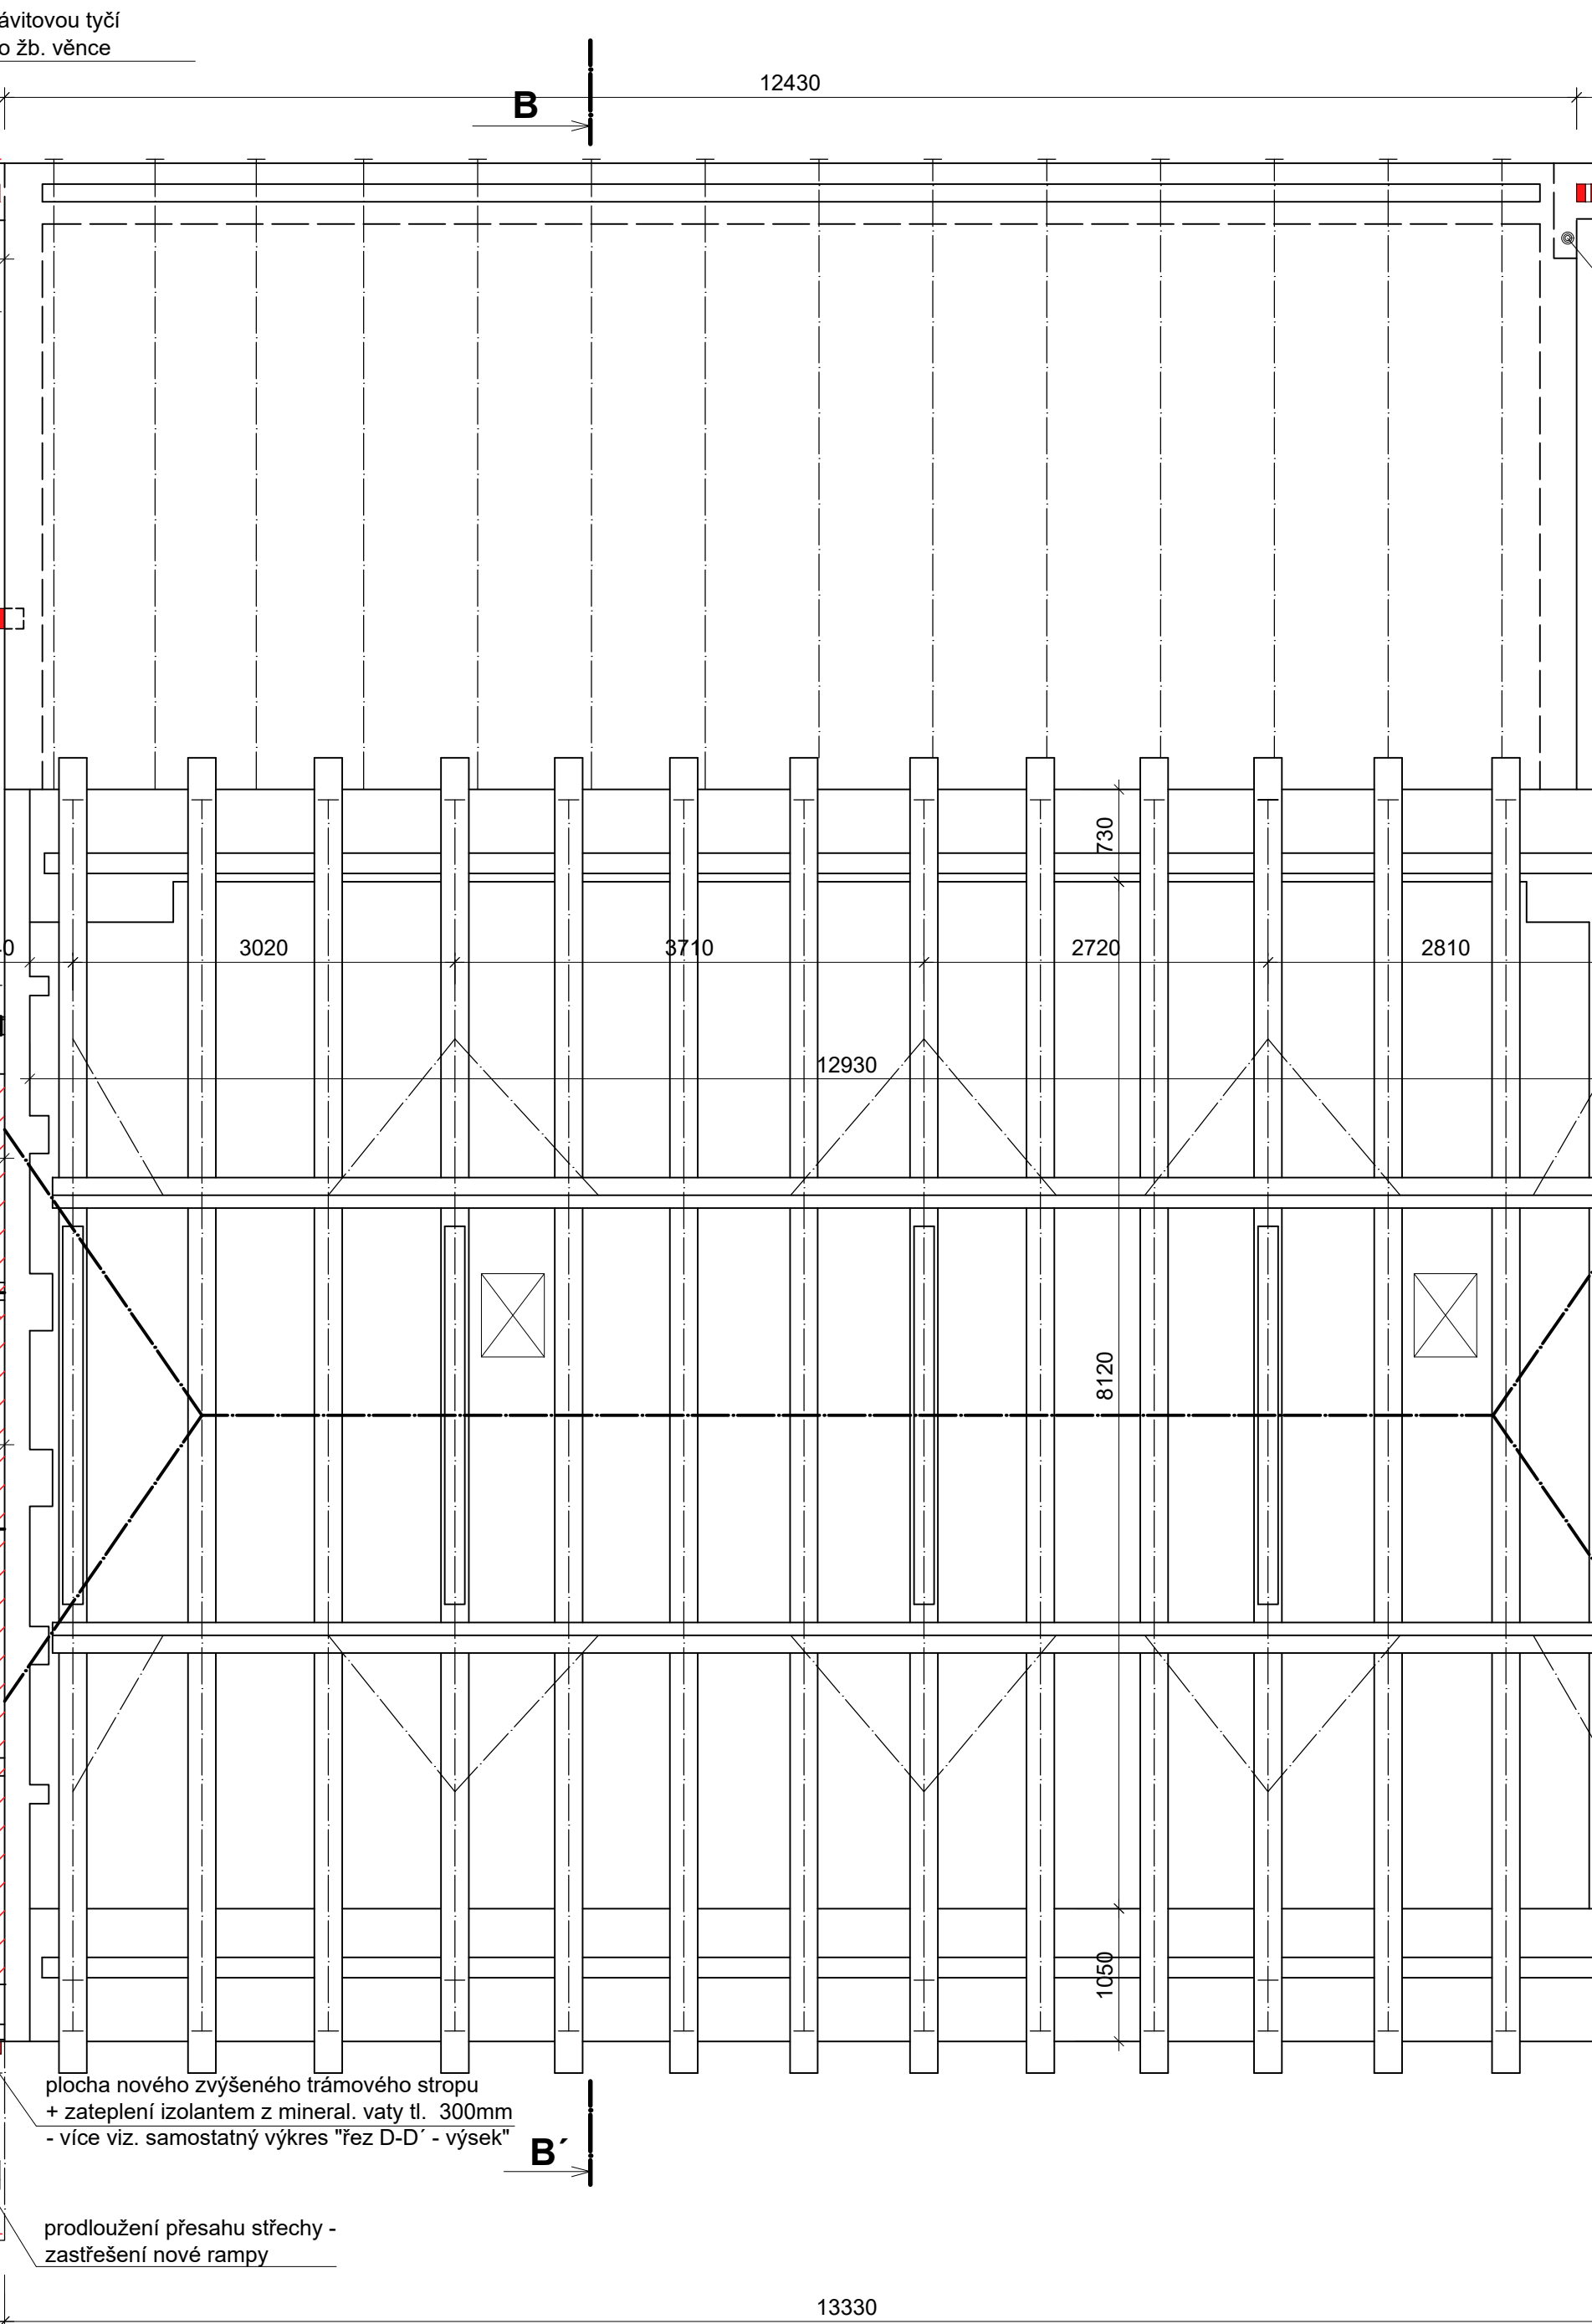 ávitovou tyčí
o žb. věnce
12430
B
730
3020
3710
2720
2810
12930
8120
1050
plocha nového zvýšeného trámového stropu
+ zateplení izolantem z mineral. vaty tl. 300mm
- více viz. samostatný výkres "řez D-D´ - výsek"
B´
prodloužení přesahu střechy -
zastřešení nové rampy
13330